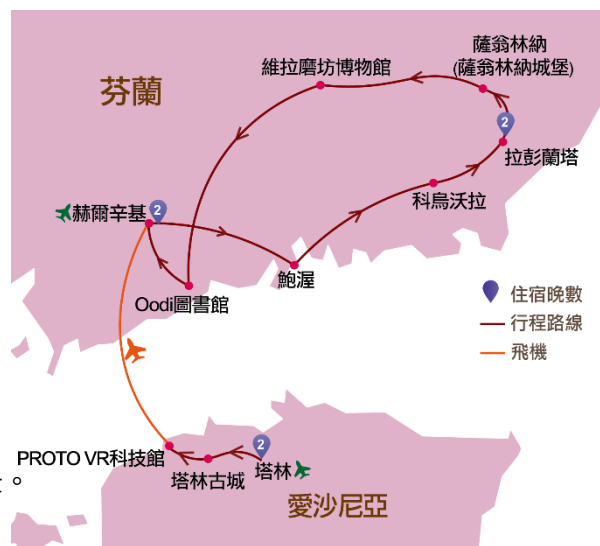 薩翁林納
(薩翁林納城堡)
維拉磨坊博物館
芬蘭
2
拉彭蘭塔
科烏沃拉
2
赫爾辛基
鮑渥
Oodi圖書館
住宿晚數
行程路線
飛機
2
PROTO VR科技館
塔林古城
塔林
。
愛沙尼亞